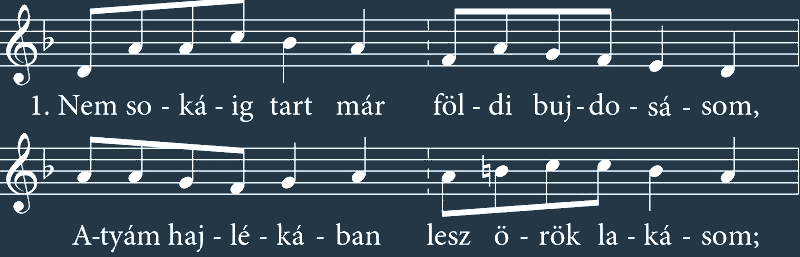 1. Nem so - ká - ig tart már föl - di buj - do - sá - som,
A-tyám haj - lé - ká - ban lesz ö - rök la - ká - som;